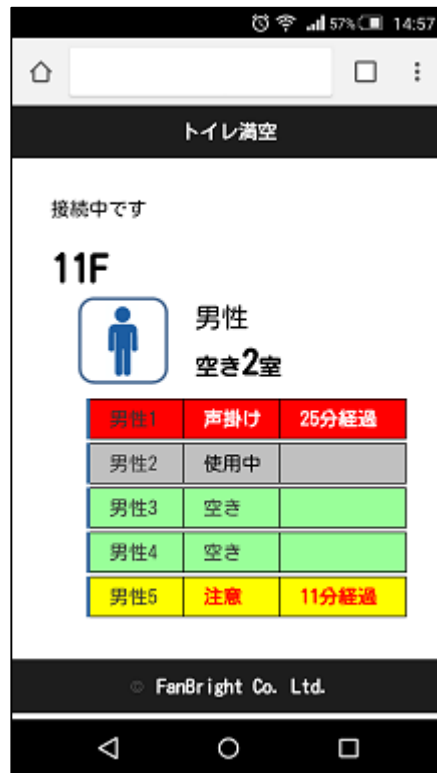 57% 14:57
トイレ満空
接続中です
11F
男性
空き2室
男性1 声掛け 25分経過
男性2 使用中
男性3 空き
男性4 空き
男性5 注意 11分経過
© FanBright Co. Ltd.